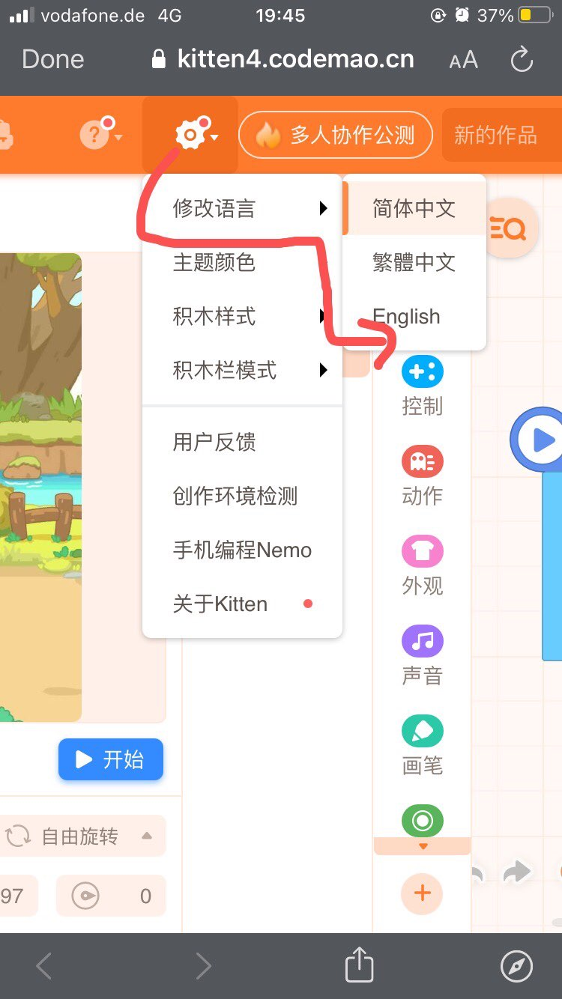 vodafone.de 4G
19:45
37%
Done
kitten4.codemao.cn
AA
?
多人协作公测
新的作品
修改语言
主题颜色
积木样式
积木栏模式
用户反馈
创作环境检测
手机编程Nemo
关于Kitten
简体中文
繁體中文
English
控制
动作
外观
声音
画笔
开始
自由旋转
97
0